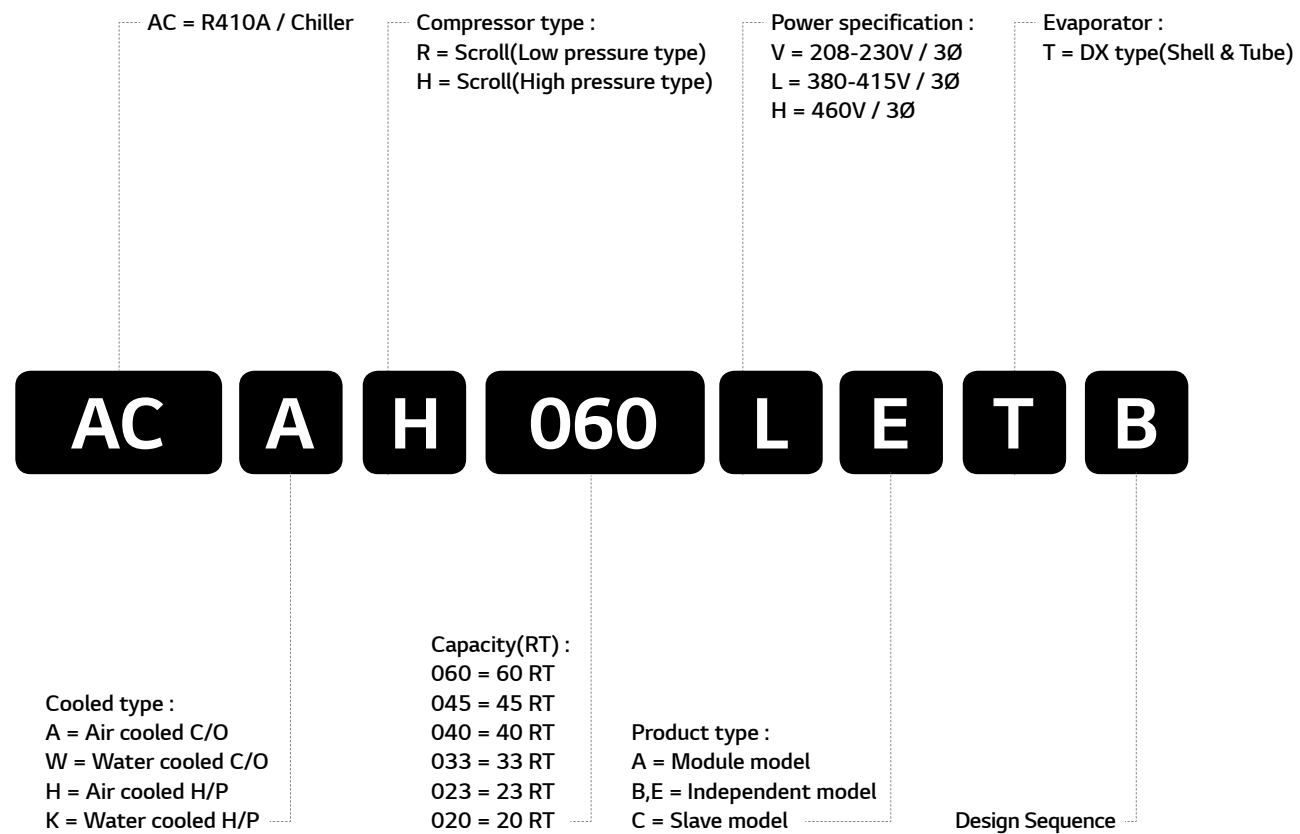 AC = R410A / Chiller
Compressor type :
R = Scroll(Low pressure type)
H = Scroll(High pressure type)
Power specification :
V = 208-230V / 3Ø
L = 380-415V / 3Ø
H = 460V / 3Ø
Evaporator :
T = DX type(Shell & Tube)
AC A H 060 L E T B
Cooled type :
A = Air cooled C/O
W = Water cooled C/O
H = Air cooled H/P
K = Water cooled H/P
Capacity(RT) :
060 = 60 RT
045 = 45 RT
040 = 40 RT
033 = 33 RT
023 = 23 RT
020 = 20 RT
Product type :
A = Module model
B,E = Independent model
C = Slave model
Design Sequence